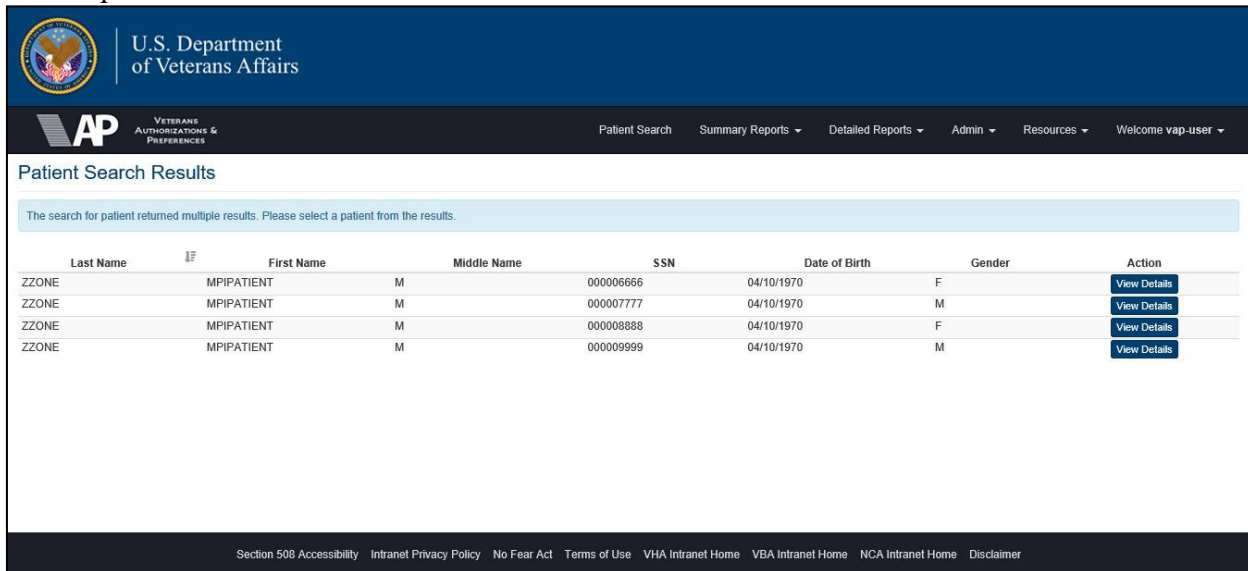 U.S. Department
of Veterans Affairs
VAP VETERANS
AUTHORIZATIONS &
PREFERENCES
Patient Search Summary Reports Detailed Reports Admin Resources Welcome vap-user
Patient Search Results
The search for patient returned multiple results. Please select a patient from the results.
Last Name First Name Middle Name SSN Date of Birth Gender Action
ZZONE MPIPATIENT M 000006666 04/10/1970 F View Details
ZZONE MPIPATIENT M 000007777 04/10/1970 M View Details
ZZONE MPIPATIENT M 000008888 04/10/1970 F View Details
ZZONE MPIPATIENT M 000009999 04/10/1970 M View Details
Section 508 Accessibility Intranet Privacy Policy No Fear Act Terms of Use VHA Intranet Home VBA Intranet Home NCA Intranet Home Disclaimer